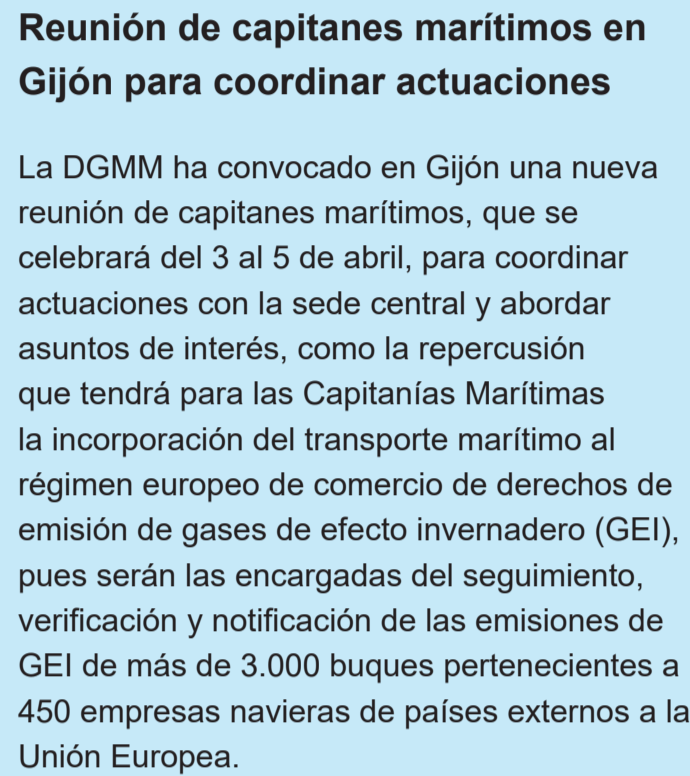 Reunión de capitanes marítimos en
Gijón para coordinar actuaciones
La DGMM ha convocado en Gijón una nueva
reunión de capitanes marítimos, que se
celebrará del 3 al 5 de abril, para coordinar
actuaciones con la sede central y abordar
asuntos de interés, como la repercusión
que tendrá para las Capitanías Marítimas
la incorporación del transporte marítimo al
régimen europeo de comercio de derechos de
emisión de gases de efecto invernadero (GEI),
pues serán las encargadas del seguimiento,
verificación y notificación de las emisiones de
GEI de más de 3.000 buques pertenecientes a
450 empresas navieras de países externos a la
Unión Europea.